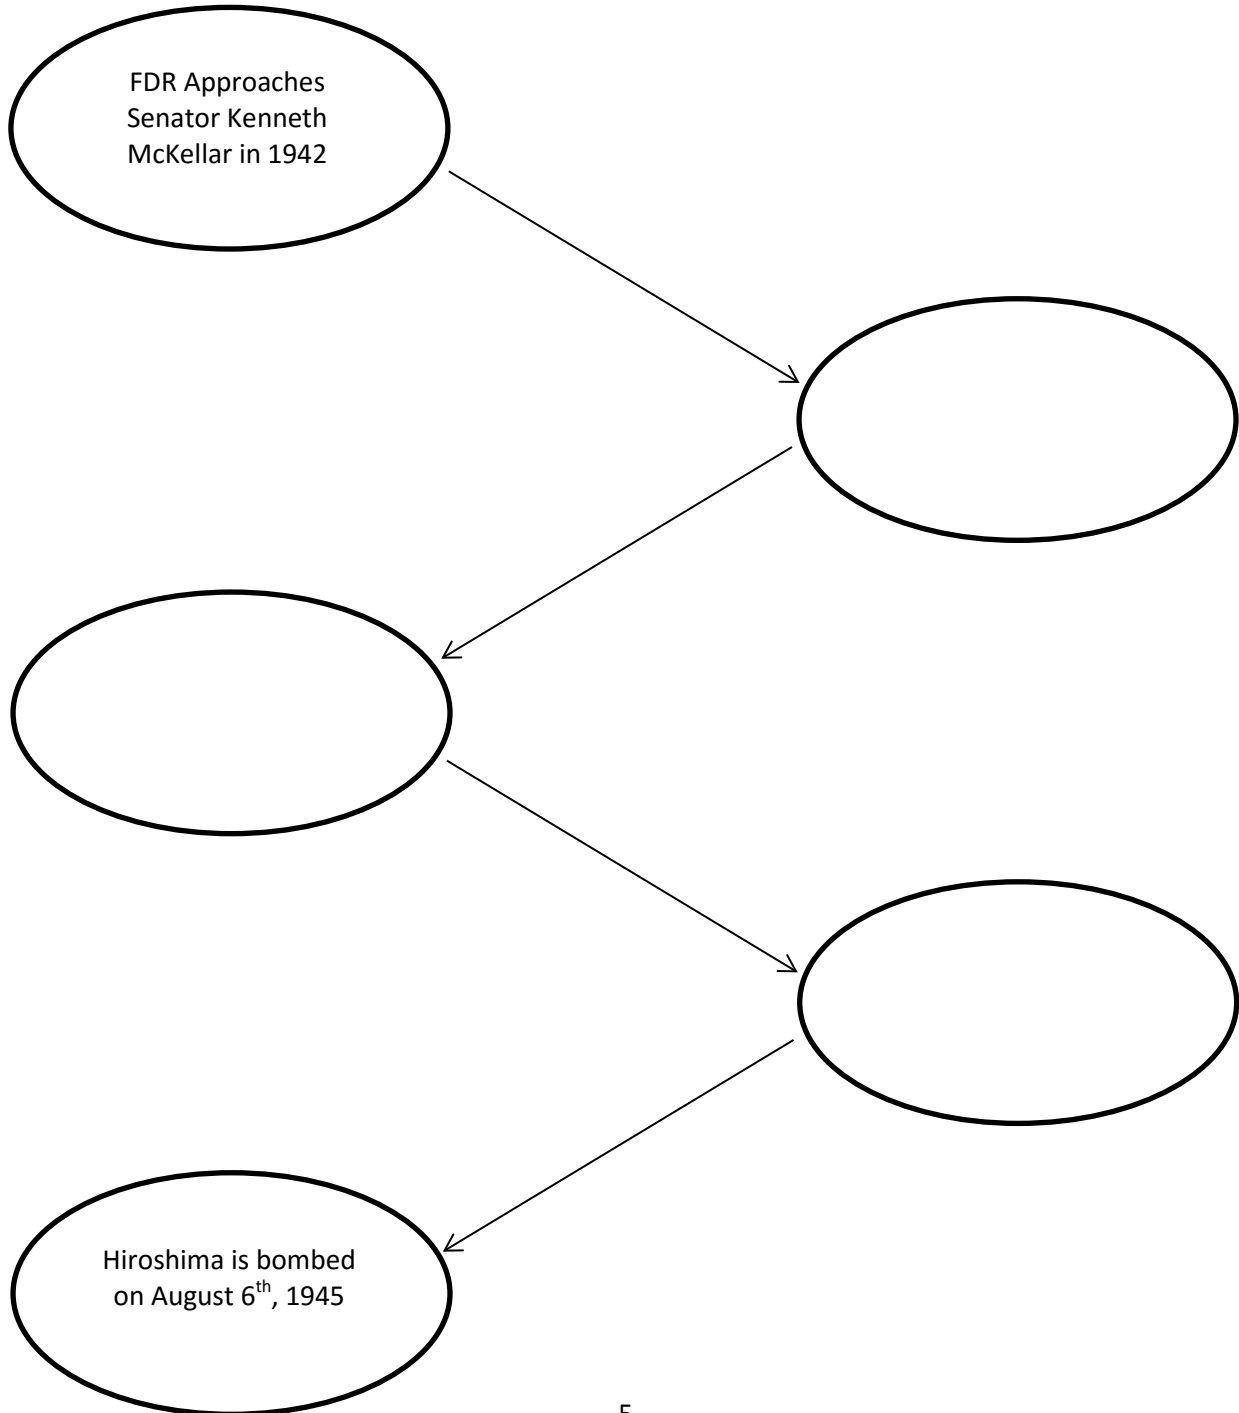 FDR Approaches
Senator Kenneth
McKellar in 1942
Hiroshima is bombed
on August 6th, 1945
5